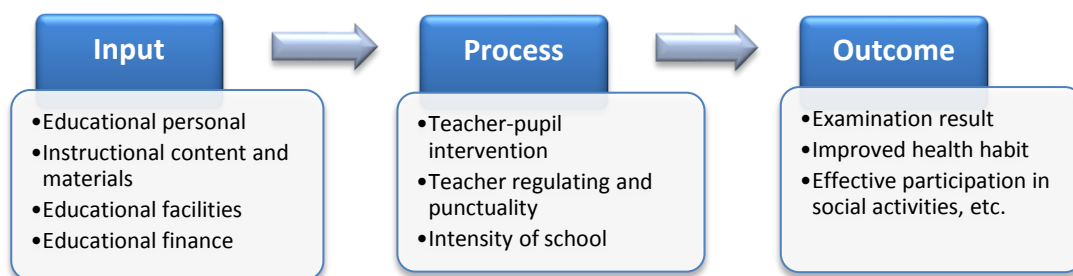 Input
•Educational personal
•Instructional content and
materials
•Educational facilities
•Educational finance
Process
•Teacher-pupil
intervention
•Teacher regulating and
punctuality
•Intensity of school
Outcome
•Examination result
•Improved health habit
•Effective participation in
social activities, etc.